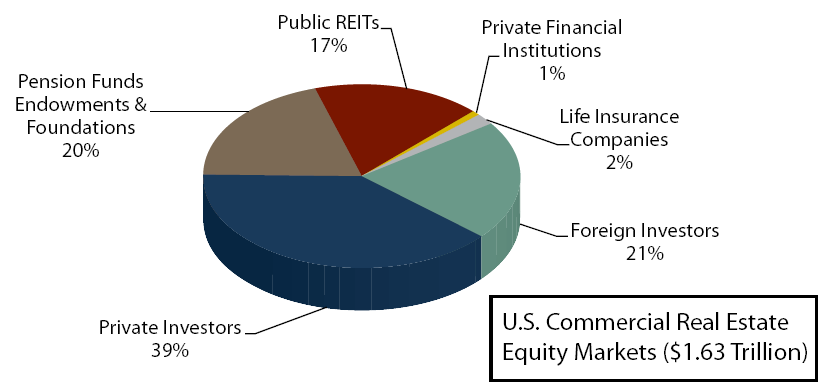 Public REITs
17%
Private Financial
Institutions
1%
Pension Funds
Endowments &
Foundations
20%
Life Insurance
Companies
2%
Foreign Investors
21%
Private Investors
39%
U.S. Commercial Real Estate
Equity Markets ($1.63 Trillion)